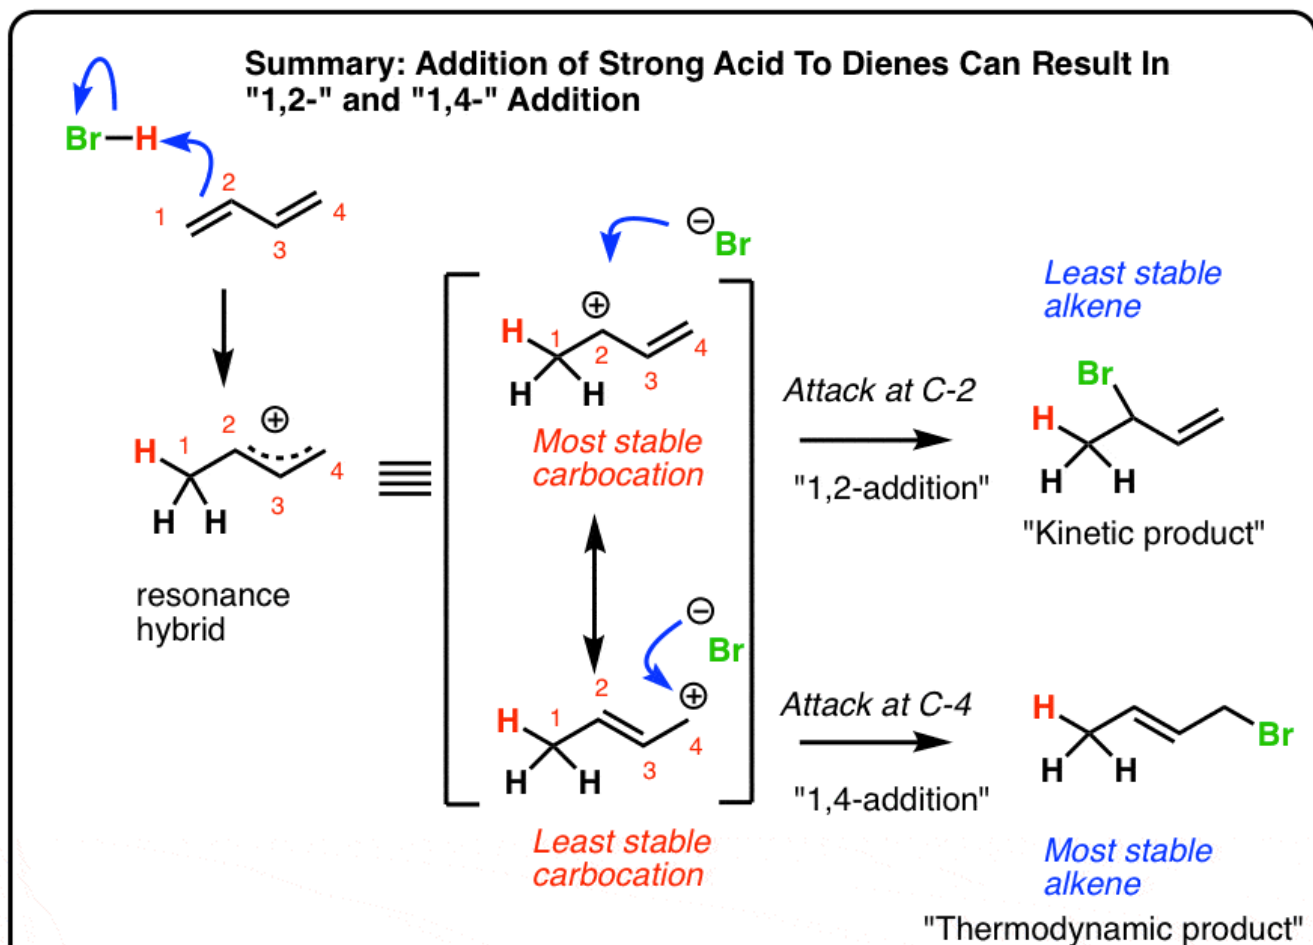 Summary: Addition of Strong Acid To Dienes Can Result In
"1,2-" and "1,4-" Addition
Br H
1 2 3 4
⊖
Br
Least stable
alkene
H 1 ⊕ 2 3 4
H H
Most stable
carbocation
Attack at C-2
"1,2-addition"
Br
H
H H
"Kinetic product"
H 1 2 ⊕ 3 4
H H
resonance
hybrid
⊖
Br
H 1 2 3 4 ⊕
H H
Least stable
carbocation
Attack at C-4
"1,4-addition"
H
Br
H H
Most stable
alkene
"Thermodynamic product"